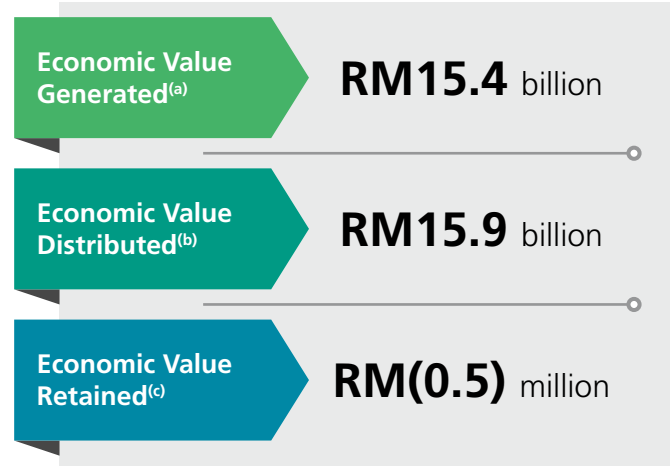 Economic Value
Generated(a)
RM15.4 billion
Economic Value
Distributed(b)
RM15.9 billion
Economic Value
Retained(c)
RM(0.5) million